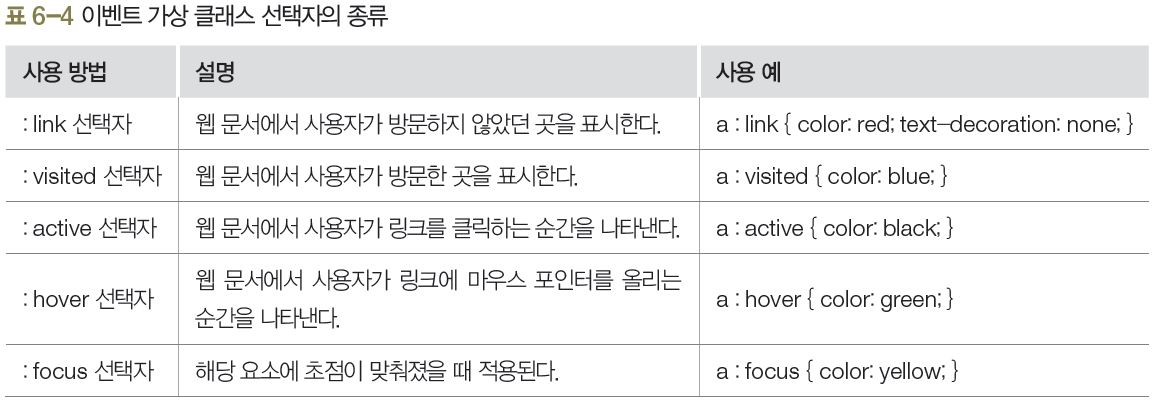 표 6-4 이벤트 가상 클래스 선택자의 종류
사용 방법 설명 사용 예
: link 선택자 웹 문서에서 사용자가 방문하지 않았던 곳을 표시한다. a : link { color: red; text-decoration: none; }
: visited 선택자 웹 문서에서 사용자가 방문한 곳을 표시한다. a : visited { color: blue; }
: active 선택자 웹 문서에서 사용자가 링크를 클릭하는 순간을 나타낸다. a : active { color: black; }
: hover 선택자 웹 문서에서 사용자가 링크에 마우스 포인터를 올리는
순간을 나타낸다. a : hover { color: green; }
: focus 선택자 해당 요소에 초점이 맞춰졌을 때 적용된다. a : focus { color: yellow; }